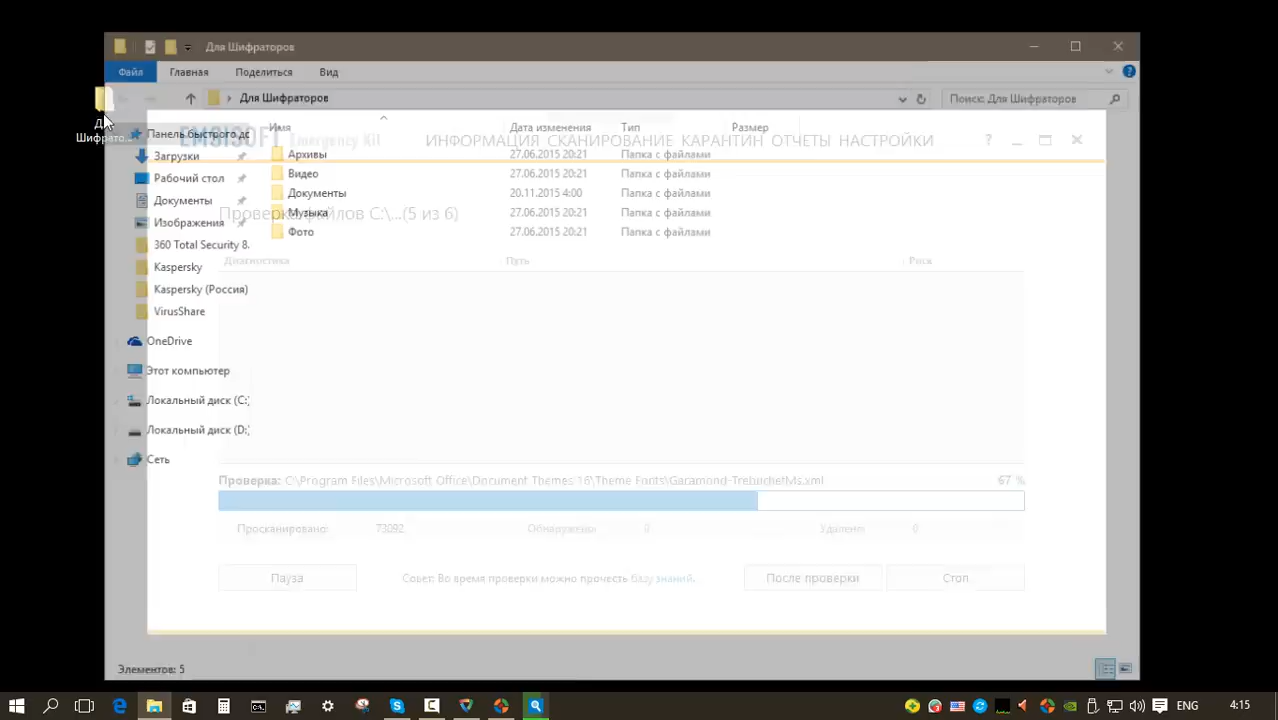 Для Шифраторов
Файл Главная Поделиться Вид
Для Шифраторов
Поиск: Для Шифраторов
Шифрато...
Имя Дата изменения Тип Размер
EMSISOFT Emergency Kit ИНФОРМАЦИЯ СКАНИРОВАНИЕ КАРАНТИН ОТЧЕТЫ НАСТРОЙКИ
Панель быстрого до
Загрузки
Рабочий стол
Документы
Изображения
360 Total Security 8.
Kaspersky
Kaspersky (Россия)
VirusShare
OneDrive
Этот компьютер
Локальный диск (C:)
Локальный диск (D:)
Сеть
Архивы 27.06.2015 20:21 Папка с файлами
Видео 27.06.2015 20:21 Папка с файлами
Документы 20.11.2015 4:00 Папка с файлами
Музыка 27.06.2015 20:21 Папка с файлами
Фото 27.06.2015 20:21 Папка с файлами
Проверка файлов C:\...(5 из 6)
Диагностика Путь Риск
Проверка: C:\Program Files\Microsoft Office\Document Themes 16\Theme Fonts\Garamond-TrebuchetMs.xml 67 %
Просканировано: 73092 Обнаружены: 0 Удалены: 0
Пауза Совет: Во время проверки можно прочесть базу знаний. После проверки Стоп
Элементов: 5
ENG 4:15